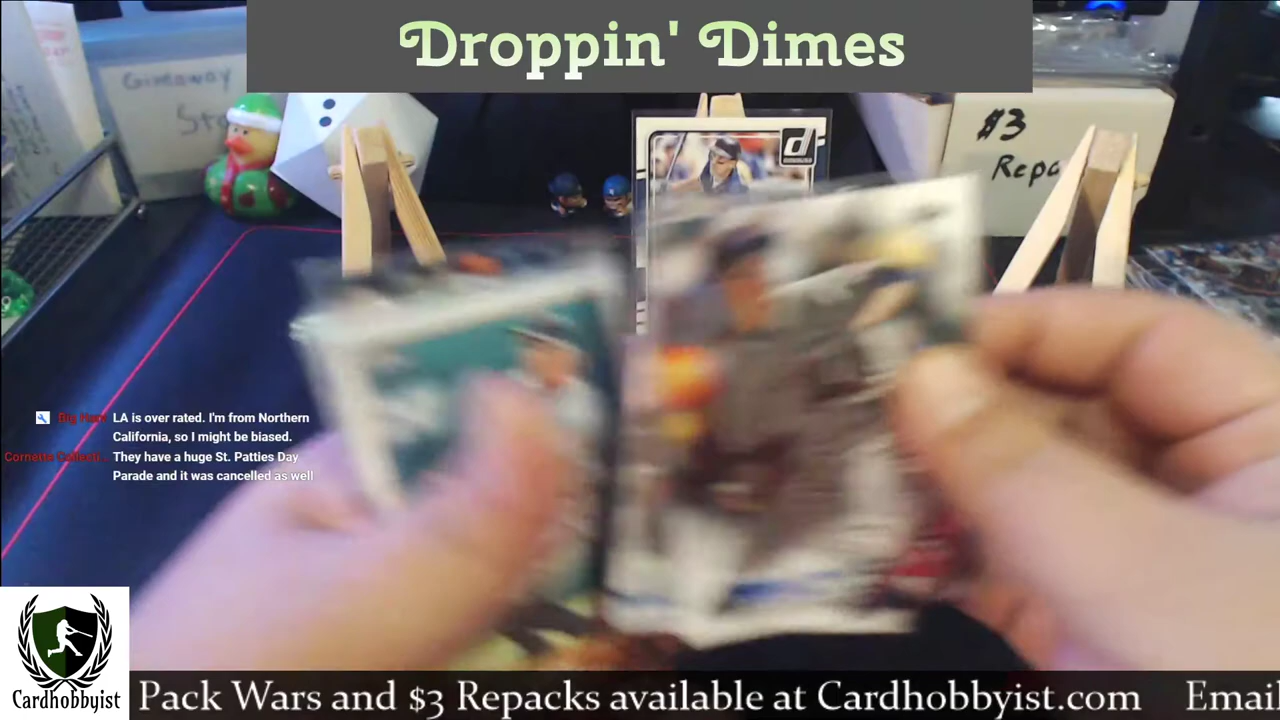 Droppin' Dimes
Giveaway
$3
d
LA is over rated. I'm from Northern
California, so I might be biased.
They have a huge St. Patties Day
Parade and it was cancelled as well
Cardhobbyist
Pack Wars and $3 Repacks available at Cardhobbyist.com Email